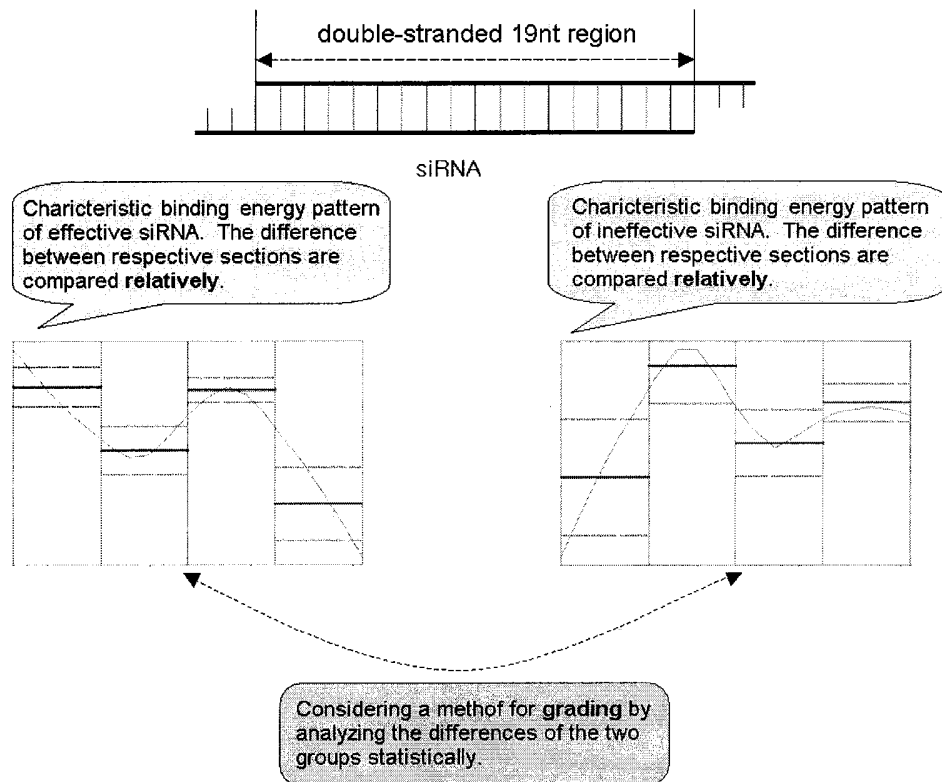 double-stranded 19nt region
siRNA
Charicteristic binding energy pattern
of effective siRNA. The difference
between respective sections are
compared relatively.
Charicteristic binding energy pattern
of ineffective siRNA. The difference
between respective sections are
compared relatively.
Considering a methof for grading by
analyzing the differences of the two
groups statistically.